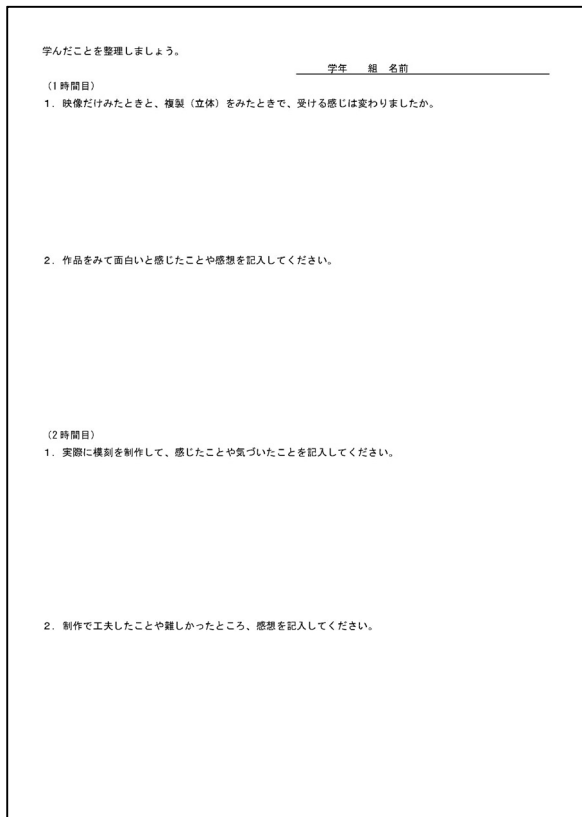 学んだことを整理しましょう。
学年　　組　名前
（1時間目）
1．映像だけみたときと、複製（立体）をみたときで、受ける感じは変わりましたか。
2．作品をみて面白いと感じたことや感想を記入してください。
（2時間目）
1．実際に模刻を制作して、感じたことや気づいたことを記入してください。
2．制作で工夫したことや難しかったところ、感想を記入してください。